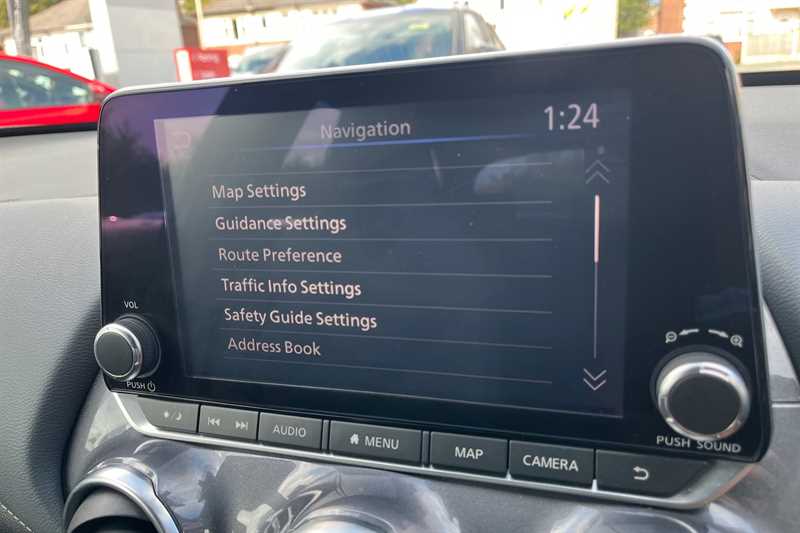 Navigation
1:24
Map Settings
Guidance Settings
Route Preference
Traffic Info Settings
Safety Guide Settings
Address Book
VOL
PUSH
PUSH SOUND
AUDIO
MENU
MAP
CAMERA